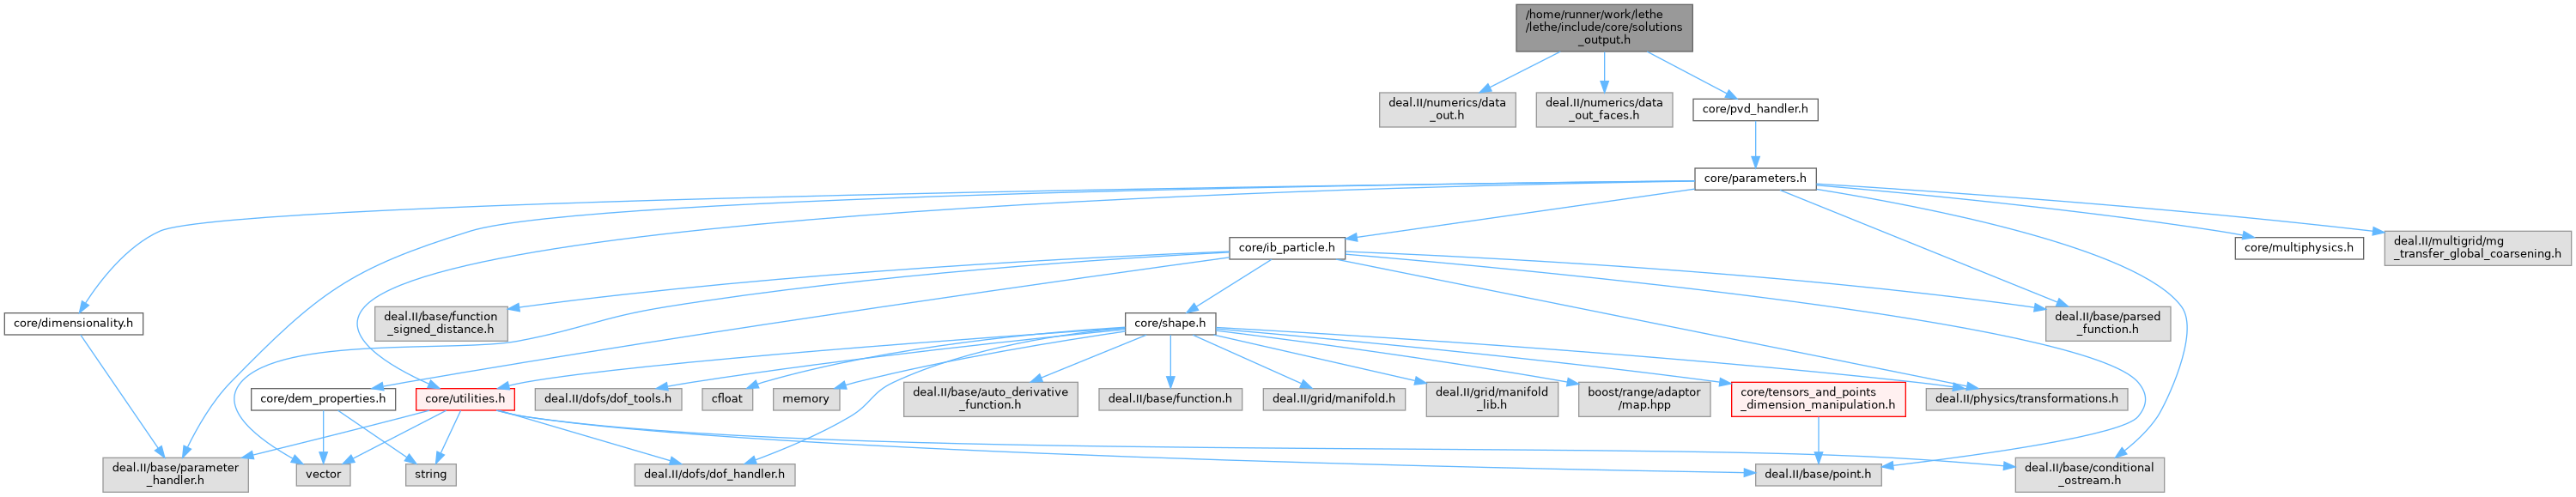 /home/runner/work/lethe
/lethe/include/core/solutions
_output.h
deal.II/numerics/data
_out.h
deal.II/numerics/data
_out_faces.h
core/pvd_handler.h
core/parameters.h
core/ib_particle.h
core/multiphysics.h
deal.II/multigrid/mg
_transfer_global_coarsening.h
core/dimensionality.h
deal.II/base/function
_signed_distance.h
core/shape.h
deal.II/base/parsed
_function.h
core/dem_properties.h
core/utilities.h
deal.II/dofs/dof_tools.h
cfloat
memory
deal.II/base/auto_derivative
_function.h
deal.II/base/function.h
deal.II/grid/manifold.h
deal.II/grid/manifold
_lib.h
boost/range/adaptor
/map.hpp
core/tensors_and_points
_dimension_manipulation.h
deal.II/physics/transformations.h
deal.II/base/parameter
_handler.h
vector
string
deal.II/dofs/dof_handler.h
deal.II/base/point.h
deal.II/base/conditional
_ostream.h